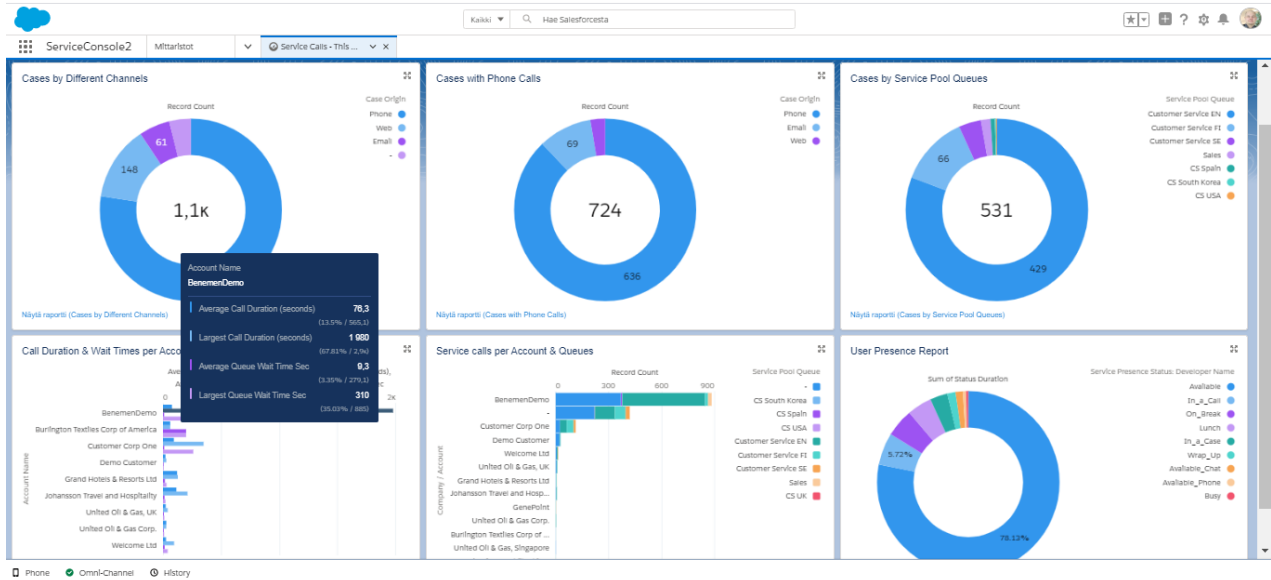 Kaikki
Hae Salesforcesta
ServiceConsole2
Mittaristot
Service Calls - This ...
Cases by Different Channels
Record Count
Case Origin
Phone
Web
Email
-
61
148
1,1K
Näytä raportti (Cases by Different Channels)
Cases with Phone Calls
Record Count
Case Origin
Phone
Email
Web
69
724
636
Näytä raportti (Cases with Phone Calls)
Cases by Service Pool Queues
Record Count
Service Pool Queue
Customer Service EN
Customer Service FI
Customer Service SE
Sales
CS Spain
CS South Korea
CS USA
66
531
429
Näytä raportti (Cases by Service Pool Queues)
Account Name
BenemenDemo
Average Call Duration (seconds) 76,3
(13.5% / 565,1)
Largest Call Duration (seconds) 1 980
(67.81% / 2,9k)
Average Queue Wait Time Sec 9,3
(3.35% / 279,1)
Largest Queue Wait Time Sec 310
(35.03% / 885)
Call Duration & Wait Times per Acco
Ave
ds),
A
0
2K
Account Name
BenemenDemo
Burlington Textiles Corp of America
Customer Corp One
Demo Customer
Grand Hotels & Resorts Ltd
Johansson Travel and Hospitality
United Oil & Gas, UK
United Oil & Gas Corp.
Welcome Ltd
Service calls per Account & Queues
Record Count
0 300 600 900
Company / Account
BenemenDemo
-
Customer Corp One
Demo Customer
Welcome Ltd
United Oil & Gas, UK
Grand Hotels & Resorts Ltd
Johansson Travel and Hosp...
GenePoint
United Oil & Gas Corp.
Burlington Textiles Corp of ...
United Oil & Gas, Singapore
Service Pool Queue
-
CS South Korea
CS Spain
CS USA
Customer Service EN
Customer Service FI
Customer Service SE
Sales
CS UK
User Presence Report
Sum of Status Duration
Service Presence Status: Developer Name
Available
In_a_Call
On_Break
Lunch
In_a_Case
Wrap_Up
Available_Chat
Available_Phone
Busy
5.72%
78.13%
Phone
Omni-Channel
History